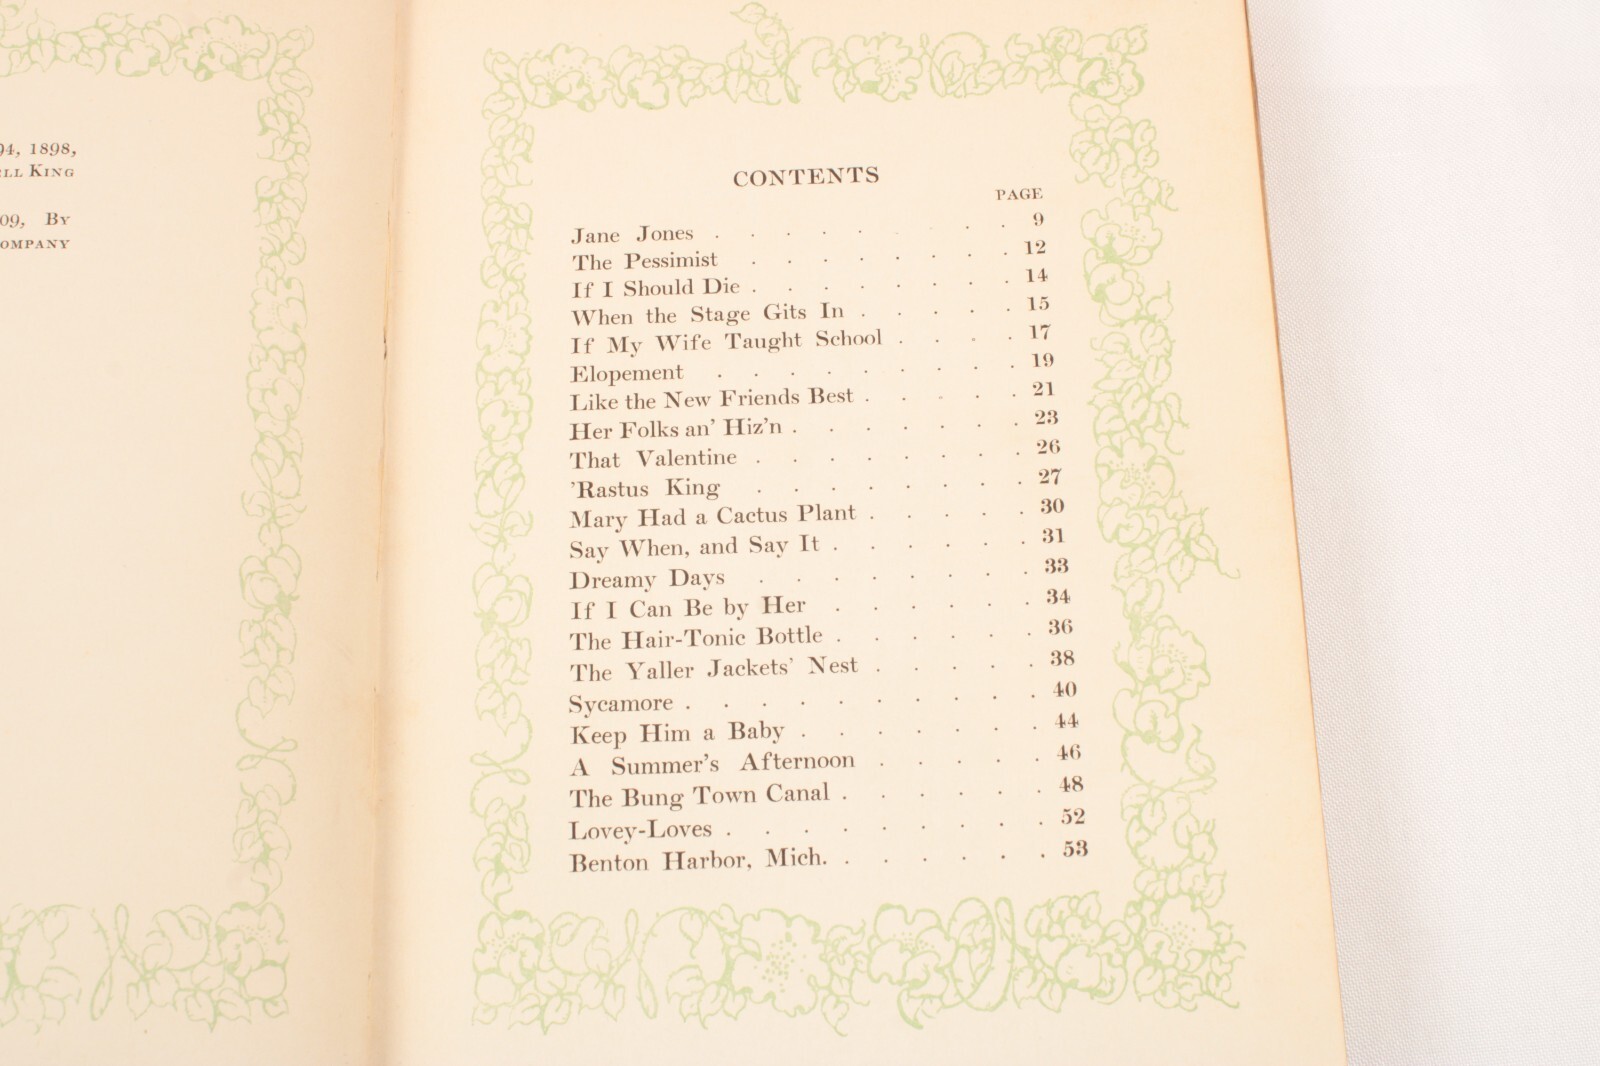 1898,
King
By
CONTENTS
PAGE
Jane Jones . . . . . . . 9
The Pessimist . . . . . . . . 12
If I Should Die . . . . . . . . 14
When the Stage Gits In . . . . . 15
If My Wife Taught School . . . . 17
Elopement . . . . . . . . . 19
Like the New Friends Best . . . . . 21
Her Folks an' Hiz'n . . . . . . . 23
That Valentine . . . . . . . . 26
'Rastus King . . . . . . . . 27
Mary Had a Cactus Plant . . . . . 30
Say When, and Say It . . . . . . 31
Dreamy Days . . . . . . . . 33
If I Can Be by Her . . . . . . 34
The Hair-Tonic Bottle . . . . . . 36
The Yaller Jackets' Nest . . . . . 38
Sycamore . . . . . . . . . . 40
Keep Him a Baby . . . . . . . 44
A Summer's Afternoon . . . . . 46
The Bung Town Canal . . . . . . 48
Lovey-Loves . . . . . . . . . 52
Benton Harbor, Mich. . . . . . . 53